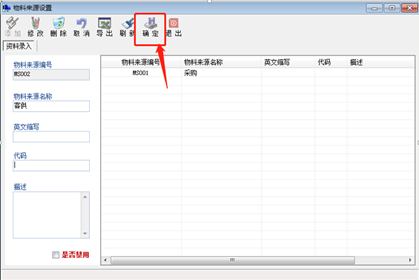 物料来源设置
添加 修改 删除 取消 导出 刷新 确定 退出
资料录入
物料来源编号
MS002
物料来源名称
客供
英文缩写
代码
描述
是否禁用
物料来源编号 物料来源名称 英文缩写 代码 描述
MS001 采购